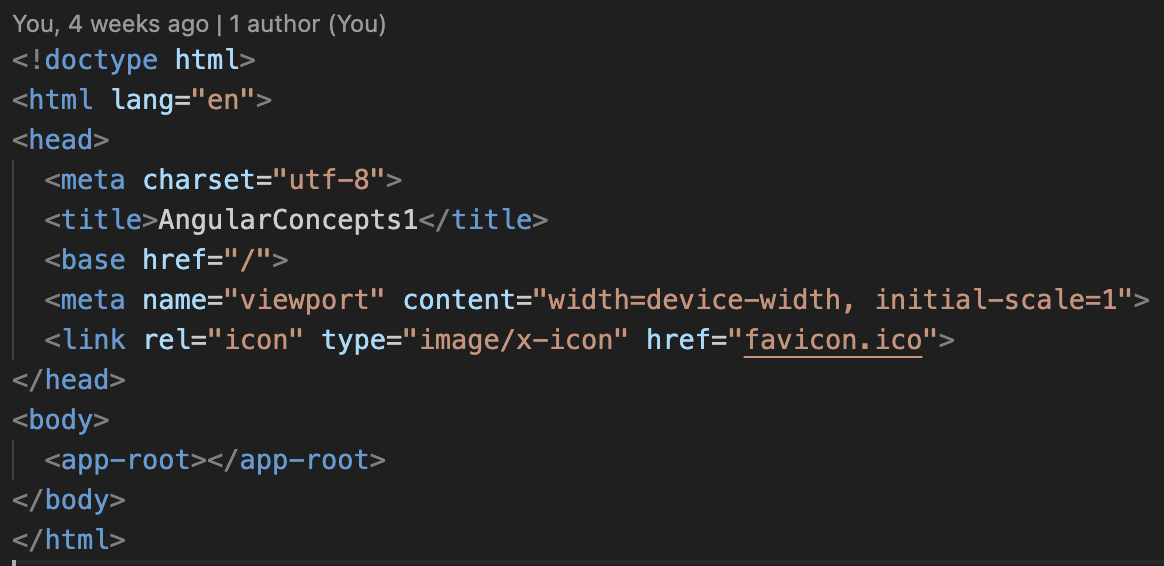 You, 4 weeks ago | 1 author (You)
<!doctype html>
<html lang="en">
<head>
  <meta charset="utf-8">
  <title>AngularConcepts1</title>
  <base href="/">
  <meta name="viewport" content="width=device-width, initial-scale=1">
  <link rel="icon" type="image/x-icon" href="favicon.ico">
</head>
<body>
  <app-root></app-root>
</body>
</html>